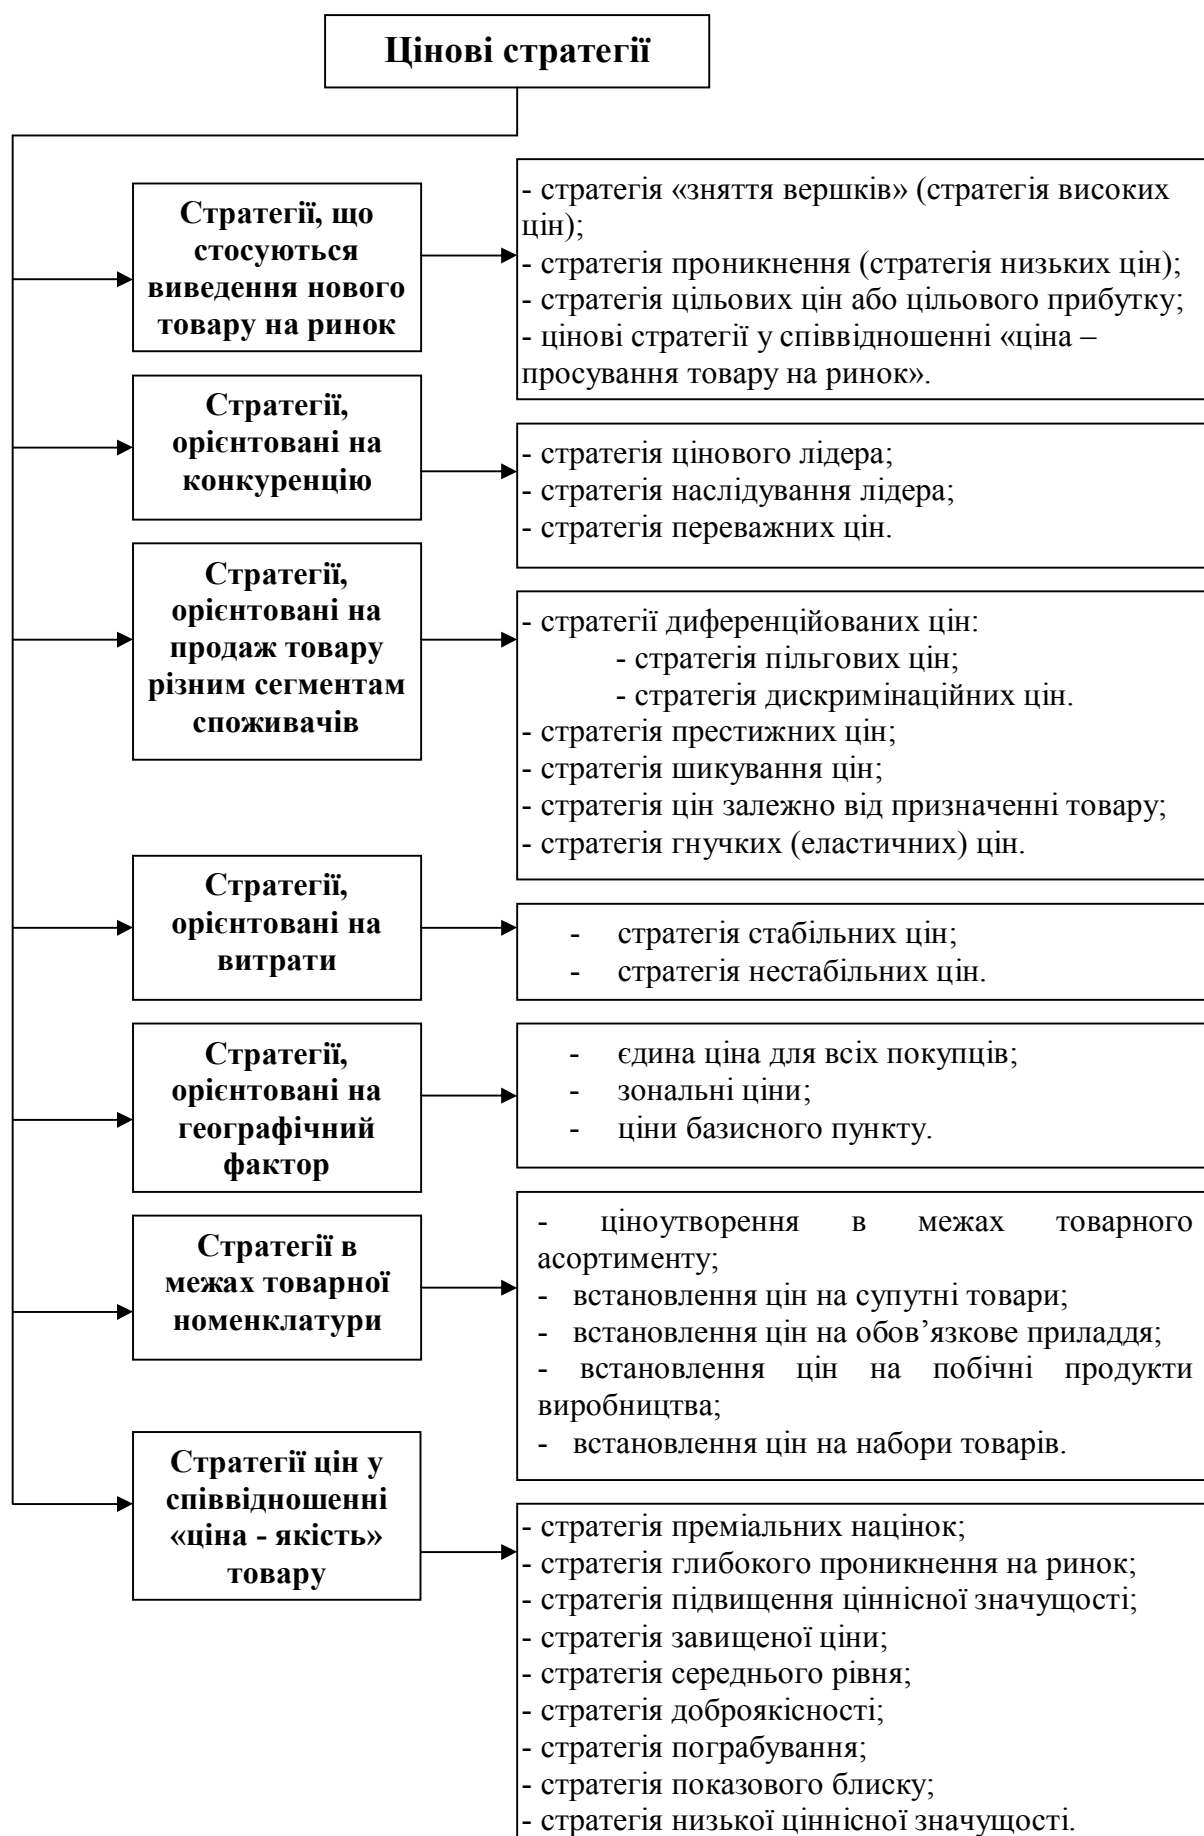 Цінові стратегії
Стратегії, що
стосуються
виведення нового
товару на ринок
- стратегія «зняття вершків» (стратегія високих
цін);
- стратегія проникнення (стратегія низьких цін);
- стратегія цільових цін або цільового прибутку;
- цінові стратегії у співвідношенні «ціна –
просування товару на ринок».
Стратегії,
орієнтовані на
конкуренцію
- стратегія цінового лідера;
- стратегія наслідування лідера;
- стратегія переважних цін.
Стратегії,
орієнтовані на
продаж товару
різним сегментам
споживачів
- стратегії диференційованих цін:
- стратегія пільгових цін;
- стратегія дискримінаційних цін.
- стратегія престижних цін;
- стратегія шикування цін;
- стратегія цін залежно від призначенні товару;
- стратегія гнучких (еластичних) цін.
Стратегії,
орієнтовані на
витрати
- стратегія стабільних цін;
- стратегія нестабільних цін.
Стратегії,
орієнтовані на
географічний
фактор
- єдина ціна для всіх покупців;
- зональні ціни;
- ціни базисного пункту.
Стратегії в
межах товарної
номенклатури
- ціноутворення в межах товарного
асортименту;
- встановлення цін на супутні товари;
- встановлення цін на обов’язкове приладдя;
- встановлення цін на побічні продукти
виробництва;
- встановлення цін на набори товарів.
Стратегії цін у
співвідношенні
«ціна - якість»
товару
- стратегія преміальних націнок;
- стратегія глибокого проникнення на ринок;
- стратегія підвищення ціннісної значущості;
- стратегія завищеної ціни;
- стратегія середнього рівня;
- стратегія доброякісності;
- стратегія пограбування;
- стратегія показового блиску;
- стратегія низької ціннісної значущості.